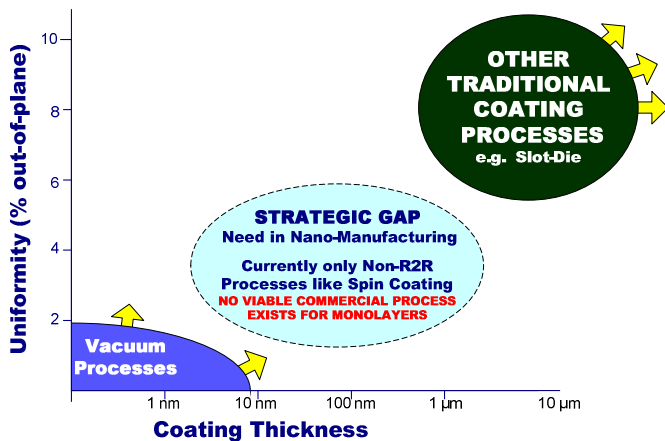 Uniformity (% out-of-plane)
10
8
6
4
2
OTHER
TRADITIONAL
COATING
PROCESSES
e.g. Slot-Die
STRATEGIC GAP
Need in Nano-Manufacturing
Currently only Non-R2R
Processes like Spin Coating
NO VIABLE COMMERCIAL PROCESS
EXISTS FOR MONOLAYERS
Vacuum
Processes
1 nm 10 nm 100 nm 1 µm 10 µm
Coating Thickness